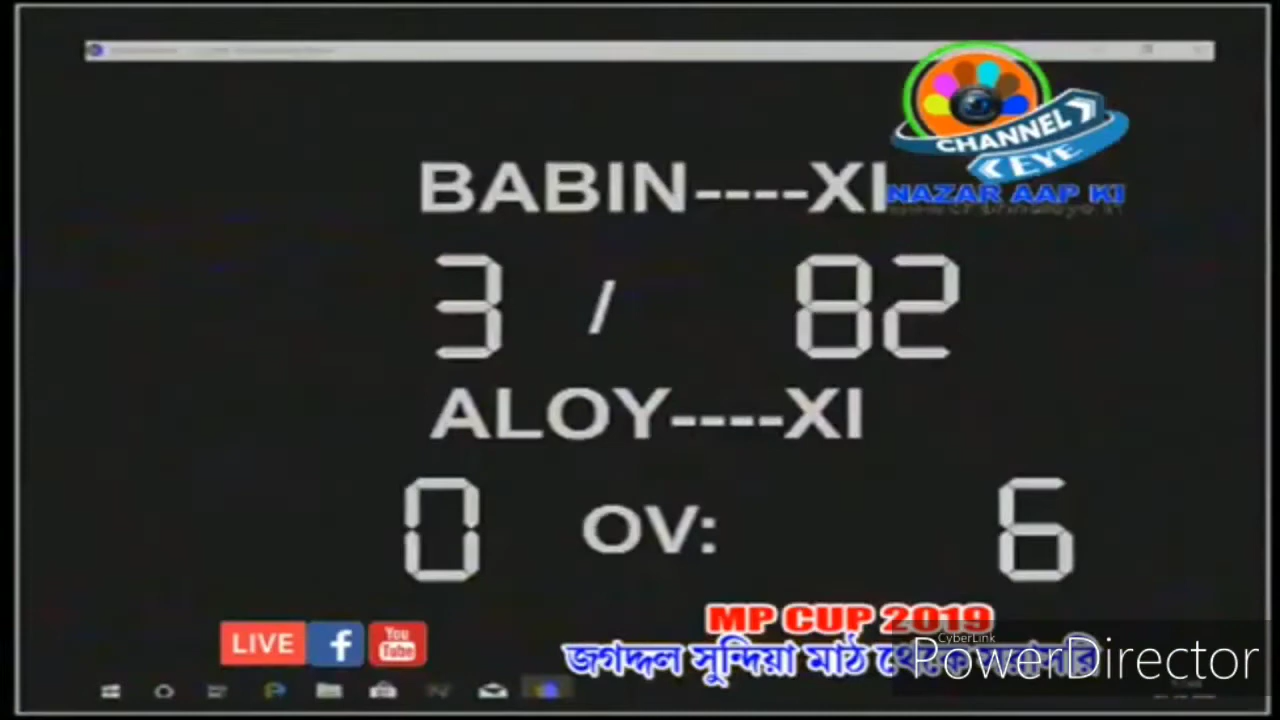 CHANNEL
EYE
NAZAR AAP KI
BABIN----XI
3 / 82
ALOY----XI
0 OV: 6
MP CUP 2019
LIVE f You Tube
জগদ্দল সুন্দিয়া মাঠ
CyberLink
PowerDirector